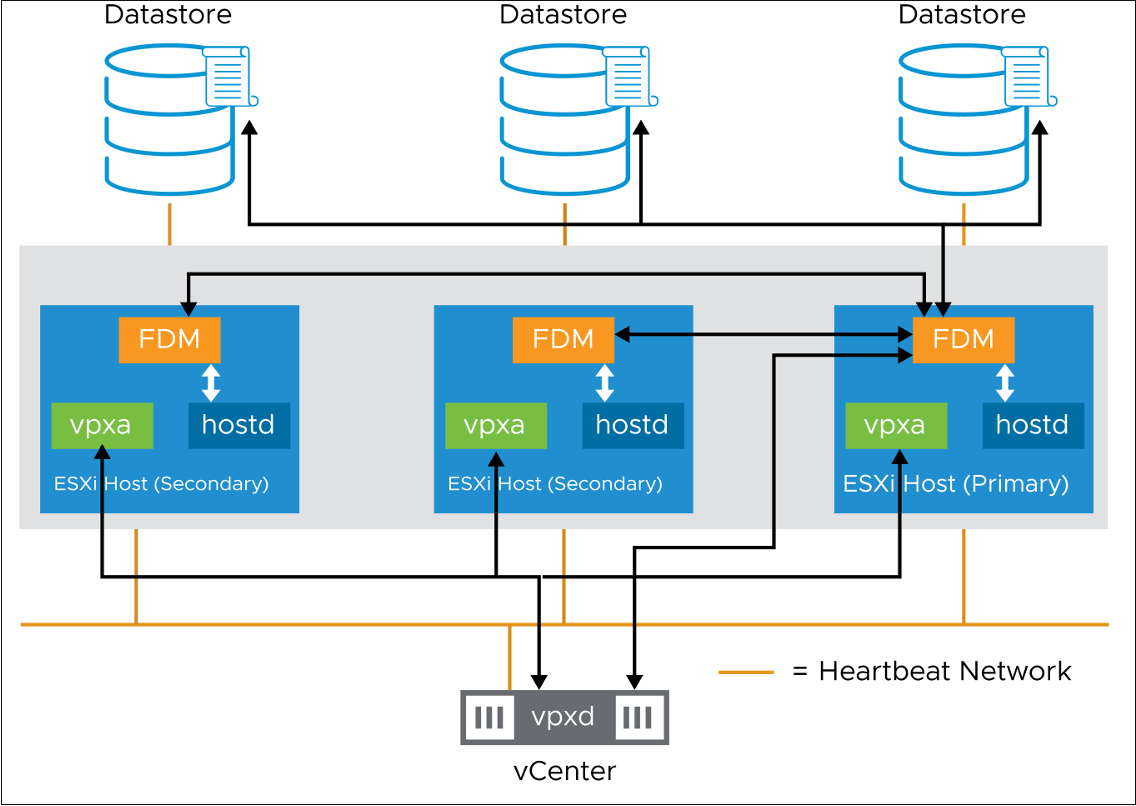 Datastore
Datastore
Datastore
FDM
FDM
FDM
vpxa
hostd
vpxa
hostd
vpxa
hostd
ESXi Host (Secondary)
ESXi Host (Secondary)
ESXi Host (Primary)
= Heartbeat Network
vpxd
vCenter